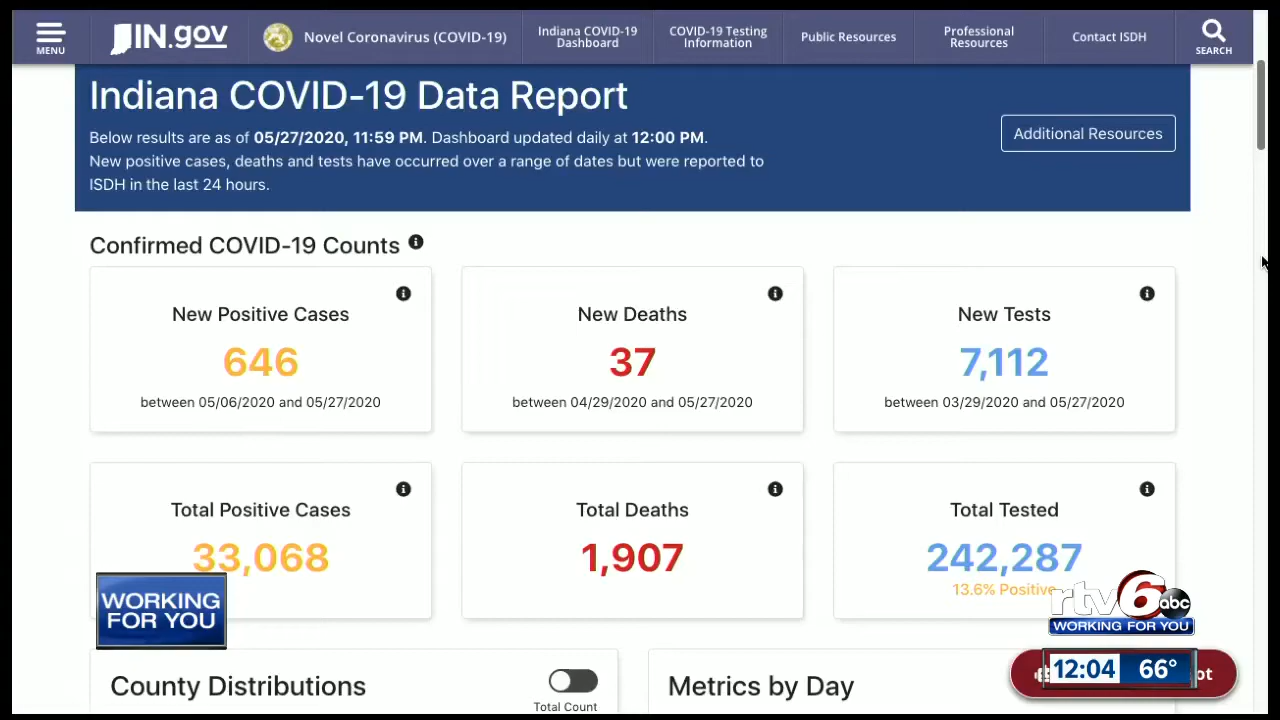 MENU
IN.gov
Novel Coronavirus (COVID-19)
Indiana COVID-19
Dashboard
COVID-19 Testing
Information
Public Resources
Professional
Resources
Contact ISDH
SEARCH
Indiana COVID-19 Data Report
Below results are as of 05/27/2020, 11:59 PM. Dashboard updated daily at 12:00 PM.
New positive cases, deaths and tests have occurred over a range of dates but were reported to
ISDH in the last 24 hours.
Additional Resources
Confirmed COVID-19 Counts
New Positive Cases
646
between 05/06/2020 and 05/27/2020
New Deaths
37
between 04/29/2020 and 05/27/2020
New Tests
7,112
between 03/29/2020 and 05/27/2020
Total Positive Cases
33,068
Total Deaths
1,907
Total Tested
242,287
13.6% Positive
WORKING
FOR YOU
rtv6 abc
WORKING FOR YOU
County Distributions
Total Count
Metrics by Day
12:04 66°